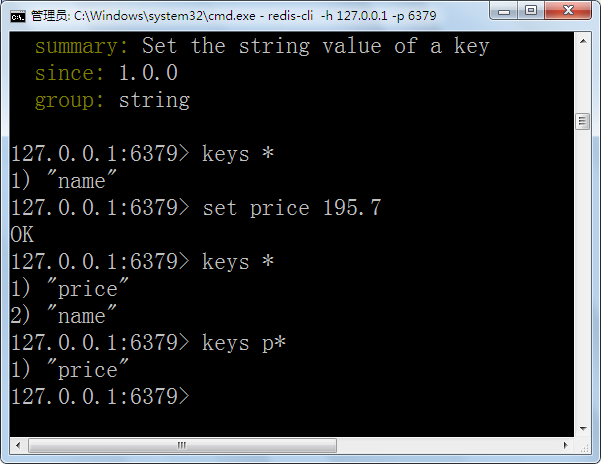 管理员: C:\Windows\system32\cmd.exe - redis-cli  -h 127.0.0.1 -p 6379
  summary: Set the string value of a key
  since: 1.0.0
  group: string
127.0.0.1:6379> keys *
1) "name"
127.0.0.1:6379> set price 195.7
OK
127.0.0.1:6379> keys *
1) "price"
2) "name"
127.0.0.1:6379> keys p*
1) "price"
127.0.0.1:6379>